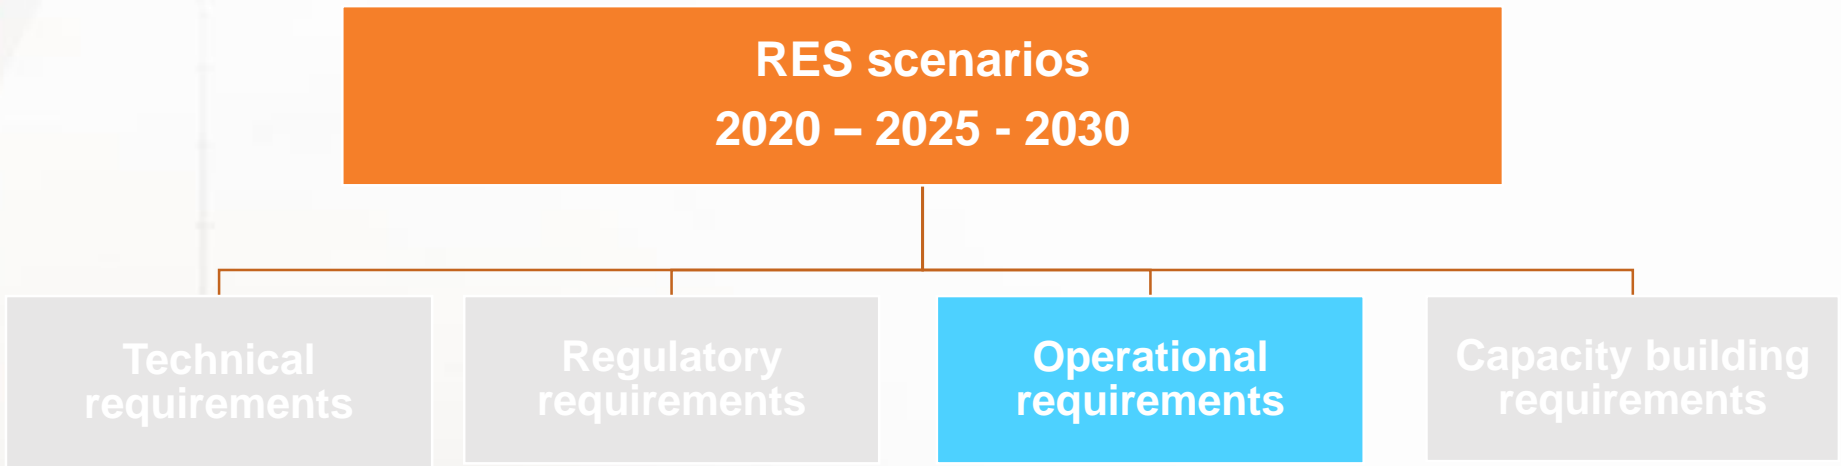 RES scenarios
2020 – 2025 - 2030
Technical
requirements
Regulatory
requirements
Operational
requirements
Capacity building
requirements